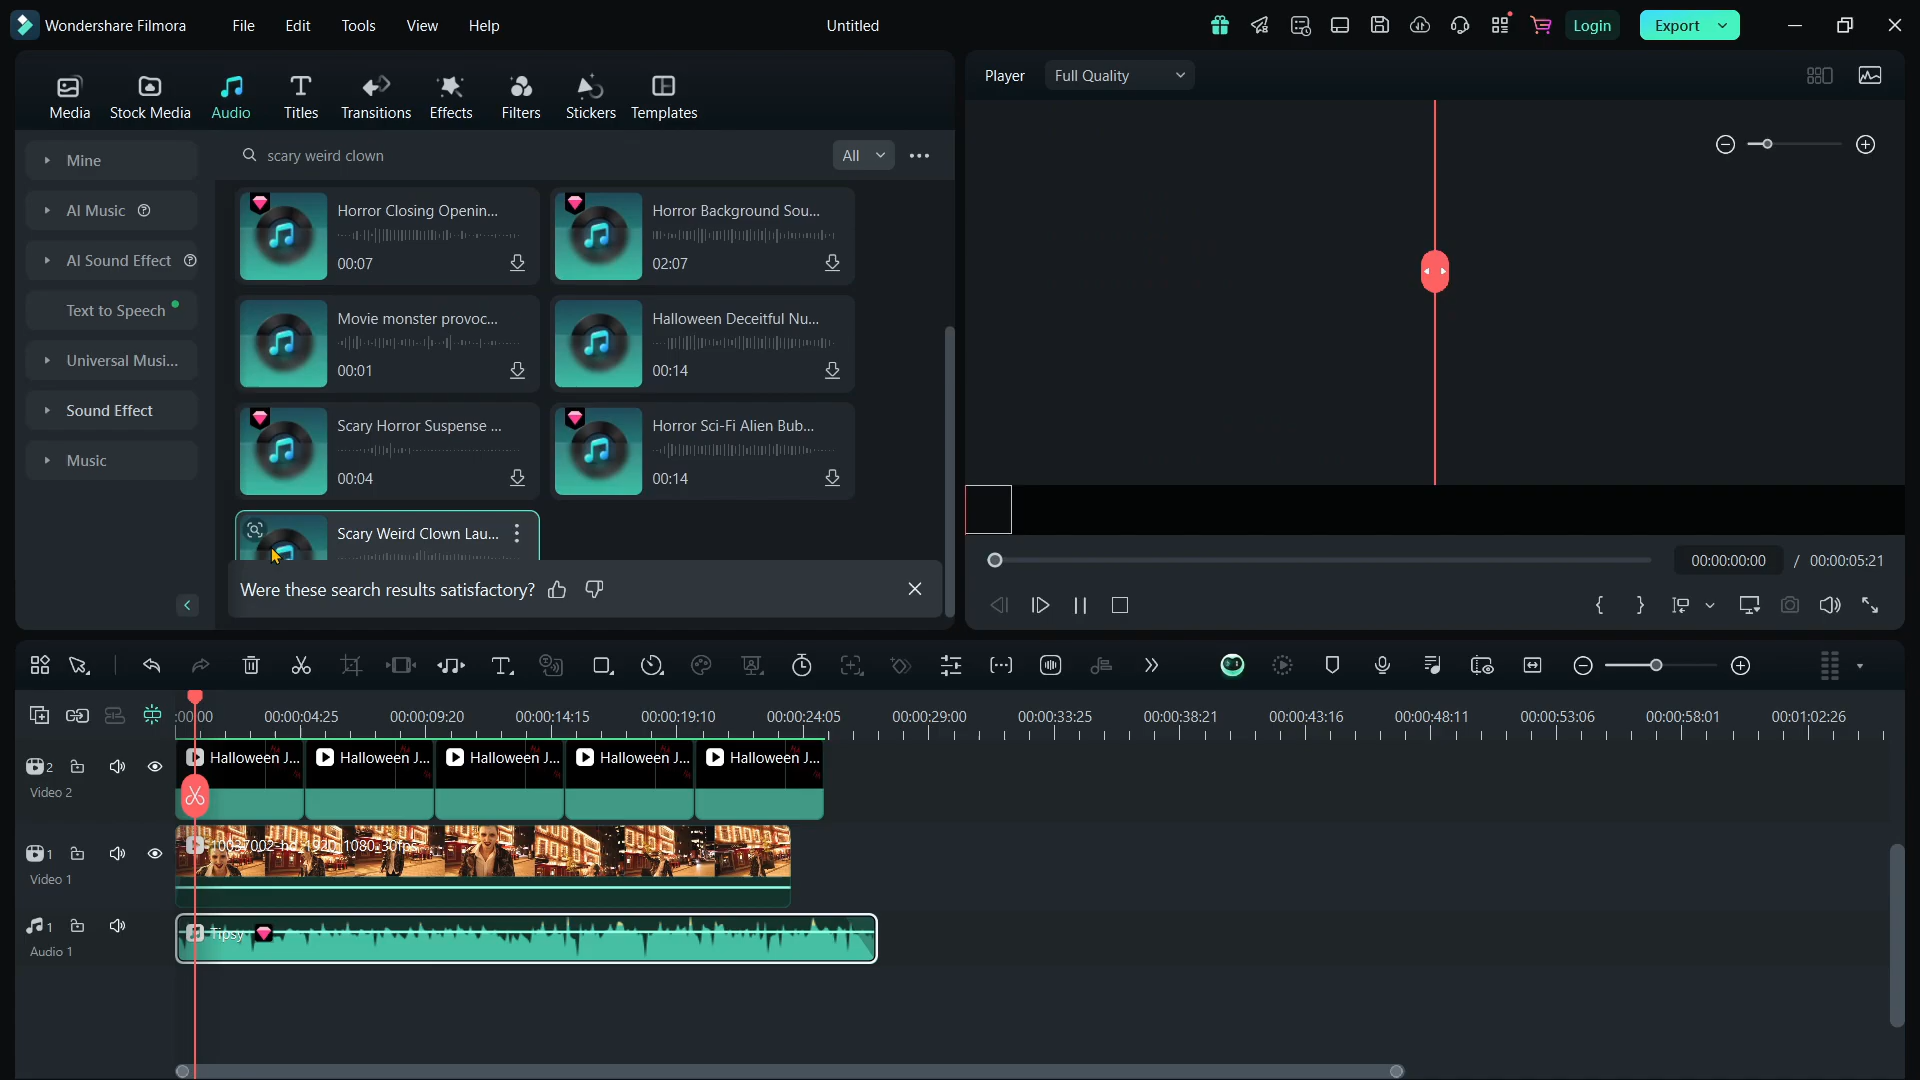 Wondershare Filmora
File
Edit
Tools
View
Help
Untitled
Login
Export
Media
Stock Media
Audio
Titles
Transitions
Effects
Filters
Stickers
Templates
Player
Full Quality
Mine
AI Music
AI Sound Effect
Text to Speech
Universal Musi...
Sound Effect
Music
scary weird clown
All
Horror Closing Openin...
00:07
Horror Background Sou...
02:07
Movie monster provoc...
00:01
Halloween Deceitful Nu...
00:14
Scary Horror Suspense ...
00:04
Horror Sci-Fi Alien Bub...
00:14
Scary Weird Clown Lau...
Were these search results satisfactory?
00:00:00:00 / 00:00:05:21
:00:00
00:00:04:25
00:00:09:20
00:00:14:15
00:00:19:10
00:00:24:05
00:00:29:00
00:00:33:25
00:00:38:21
00:00:43:16
00:00:48:11
00:00:53:06
00:00:58:01
00:01:02:26
2
Video 2
Halloween J...
Halloween J...
Halloween J...
Halloween J...
Halloween J...
1
Video 1
10037002-hd_1920_1080-30fps
1
Audio 1
Tipsy